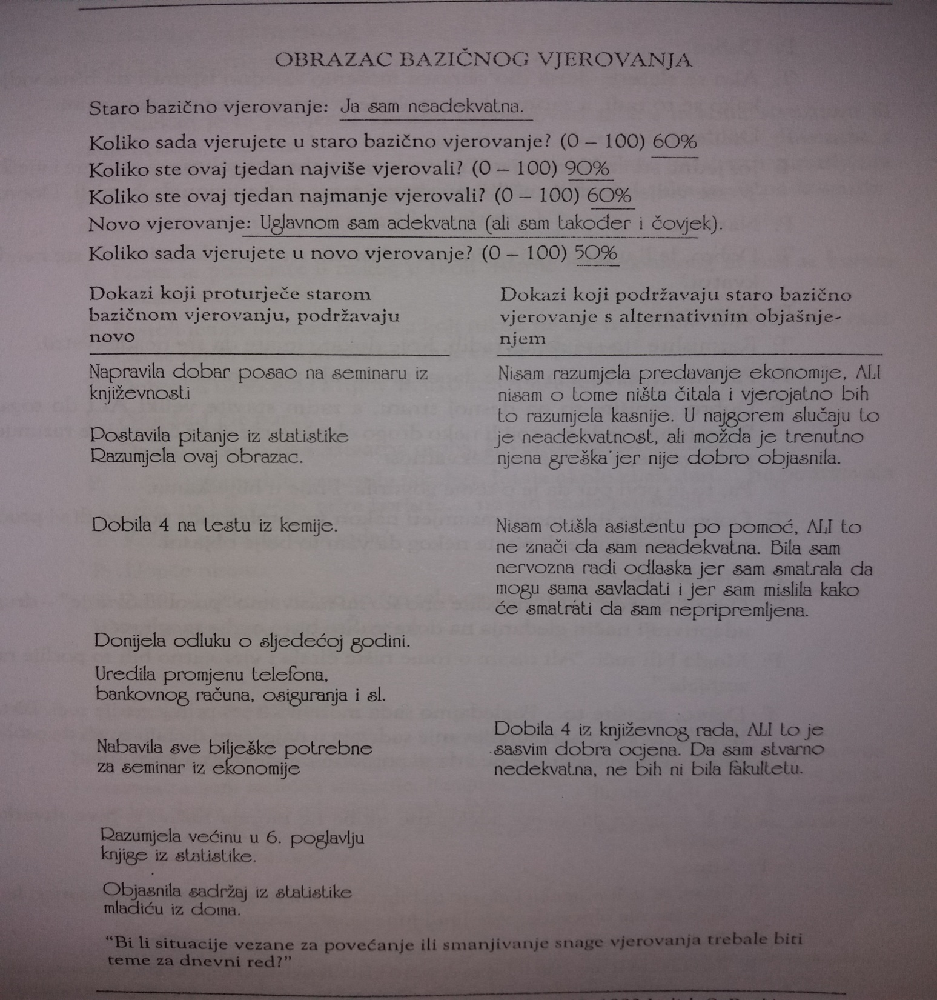 OBRAZAC BAZIČNOG VJEROVANJA
Staro bazično vjerovanje: Ja sam neadekvatna.
Koliko sada vjerujete u staro bazično vjerovanje? (0 – 100) 60%
Koliko ste ovaj tjedan najviše vjerovali? (0 – 100) 90%
Koliko ste ovaj tjedan najmanje vjerovali? (0 – 100) 60%
Novo vjerovanje: Uglavnom sam adekvatna (ali sam također i čovjek).
Koliko sada vjerujete u novo vjerovanje? (0 – 100) 50%
Dokazi koji proturječe starom
bazičnom vjerovanju, podržavaju
novo
Napravila dobar posao na seminaru iz
književnosti
Postavila pitanje iz statistike
Razumjela ovaj obrazac.
Dobila 4 na testu iz kemije.
Donijela odluku o sljedećoj godini.
Uredila promjenu telefona,
bankovnog računa, osiguranja i sl.
Nabavila sve bilješke potrebne
za seminar iz ekonomije
Razumjela većinu u 6. poglavlju
knjige iz statistike.
Objasnila sadržaj iz statistike
mladiću iz doma.
Dokazi koji podržavaju staro bazično
vjerovanje s alternativnim objašnje-
njem
Nisam razumjela predavanje ekonomije, ALI
nisam o tome ništa čitala i vjerojatno bih
to razumjela kasnije. U najgorem slučaju to
je neadekvatnost, ali možda je trenutno
njena greška jer nije dobro objasnila.
Nisam otišla asistentu po pomoć, ALI to
ne znači da sam neadekvatna. Bila sam
nervozna radi odlaska jer sam smatrala da
mogu sama savladati i jer sam mislila kako
će smatrati da sam nepripremljena.
Dobila 4 iz književnog rada, ALI to je
sasvim dobra ocjena. Da sam stvarno
nedekvatna, ne bih ni bila fakultetu.
“Bi li situacije vezane za povećanje ili smanjivanje snage vjerovanja trebale biti
teme za dnevni red?”